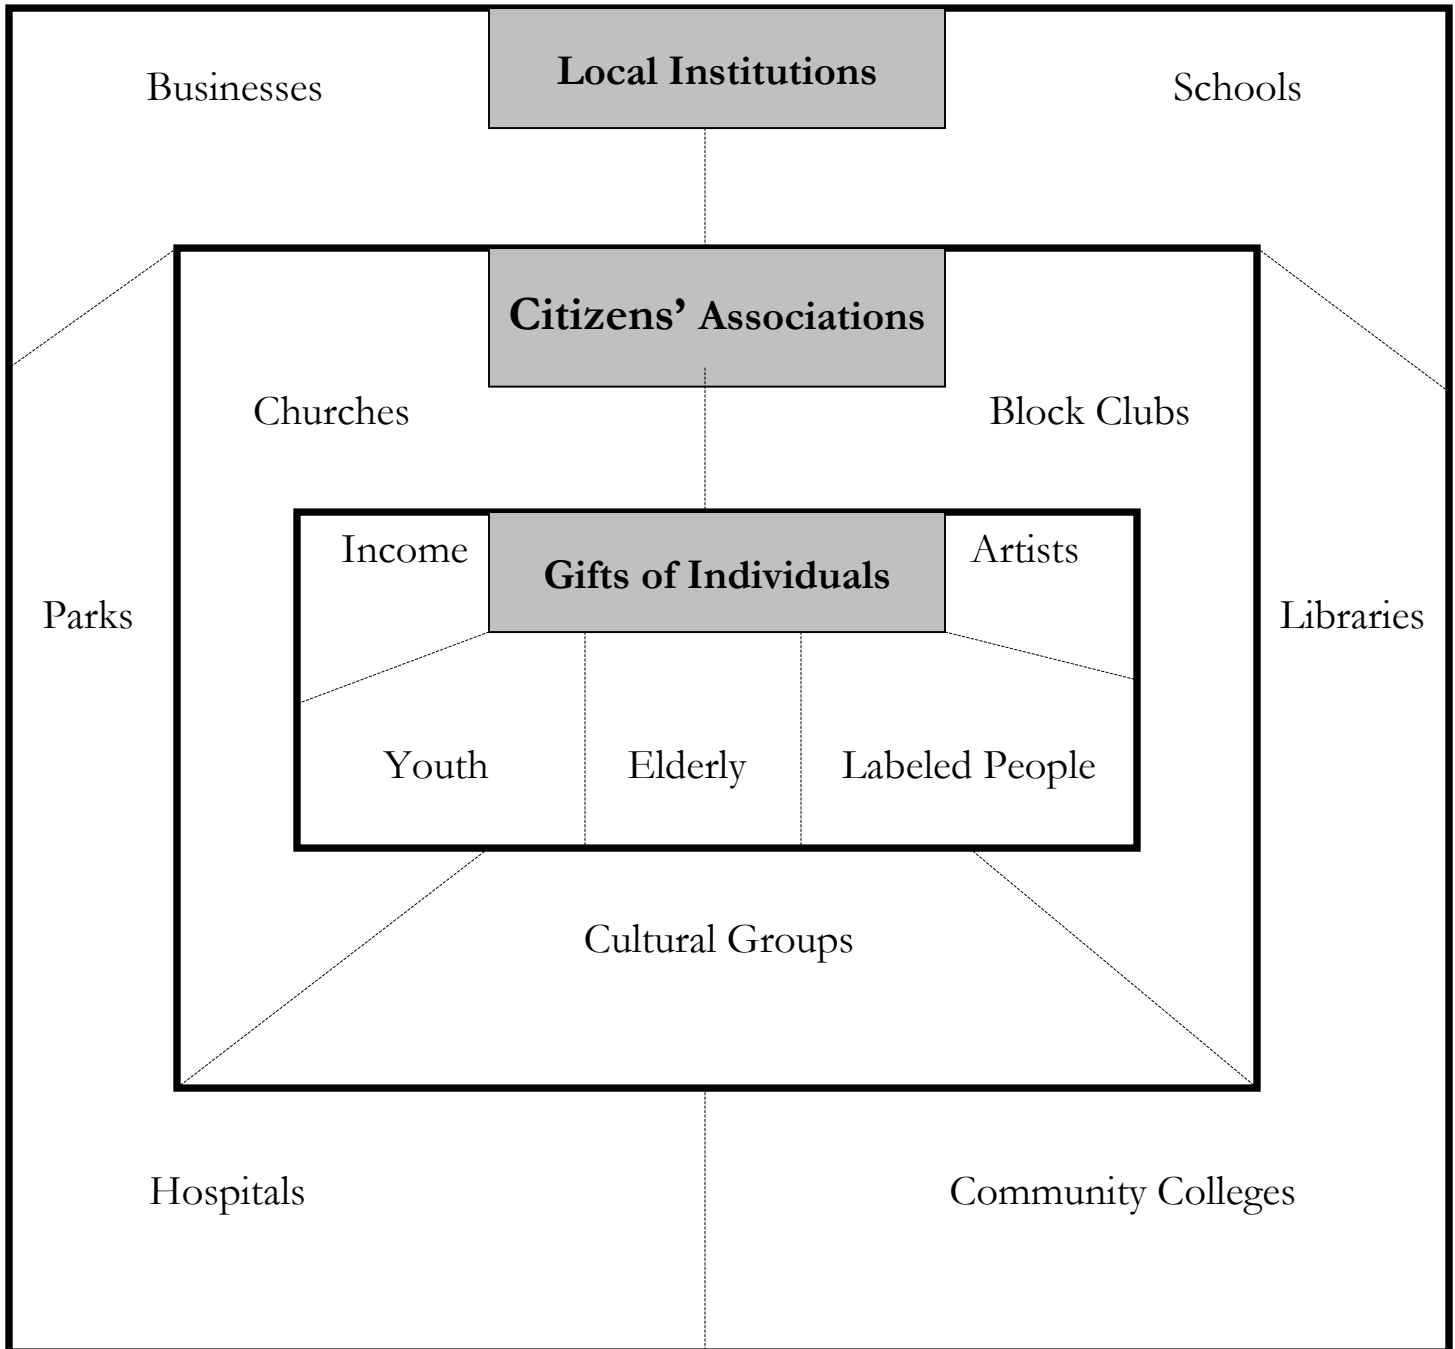 Businesses
Local Institutions
Schools
Citizens’ Associations
Churches
Block Clubs
Income
Gifts of Individuals
Artists
Parks
Libraries
Youth
Elderly
Labeled People
Cultural Groups
Hospitals
Community Colleges